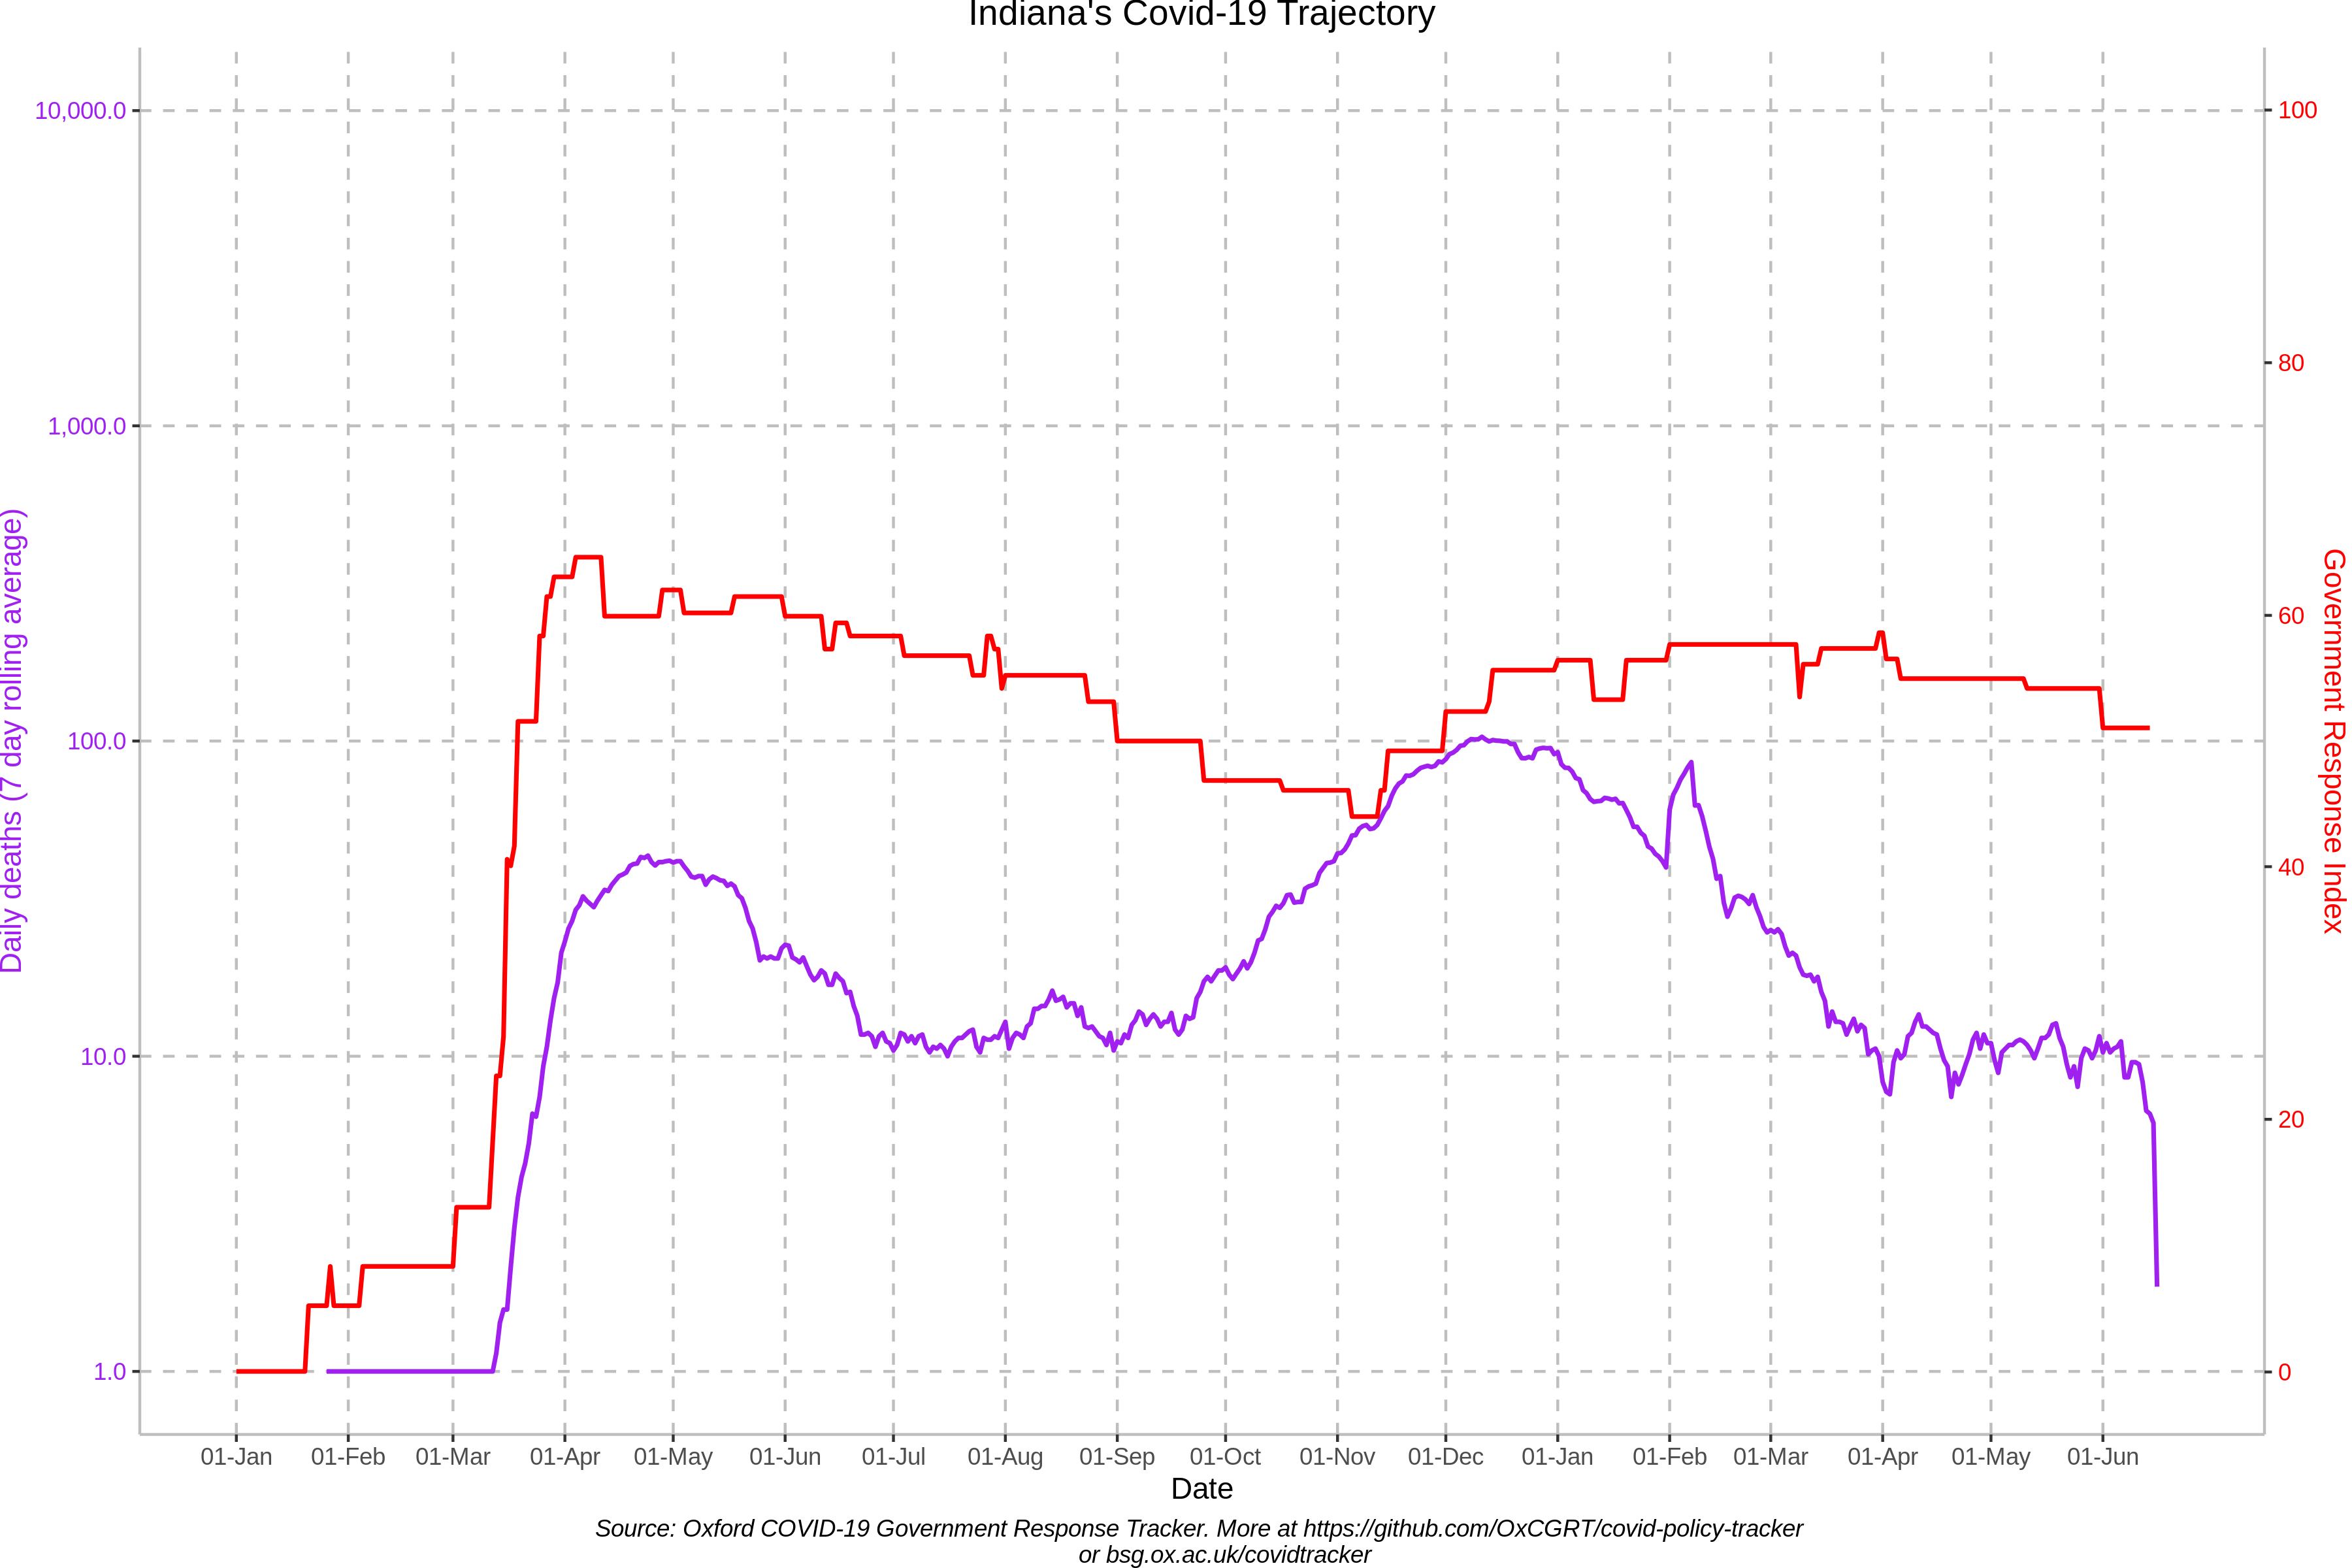 Indiana's Covid-19 Trajectory
10,000.0
1,000.0
100.0
10.0
1.0
Daily deaths (7 day rolling average)
100
80
60
40
20
0
Government Response Index
01-Jan 01-Feb 01-Mar 01-Apr 01-May 01-Jun 01-Jul 01-Aug 01-Sep 01-Oct 01-Nov 01-Dec 01-Jan 01-Feb 01-Mar 01-Apr 01-May 01-Jun
Date
Source: Oxford COVID-19 Government Response Tracker. More at https://github.com/OxCGRT/covid-policy-tracker
or bsg.ox.ac.uk/covidtracker